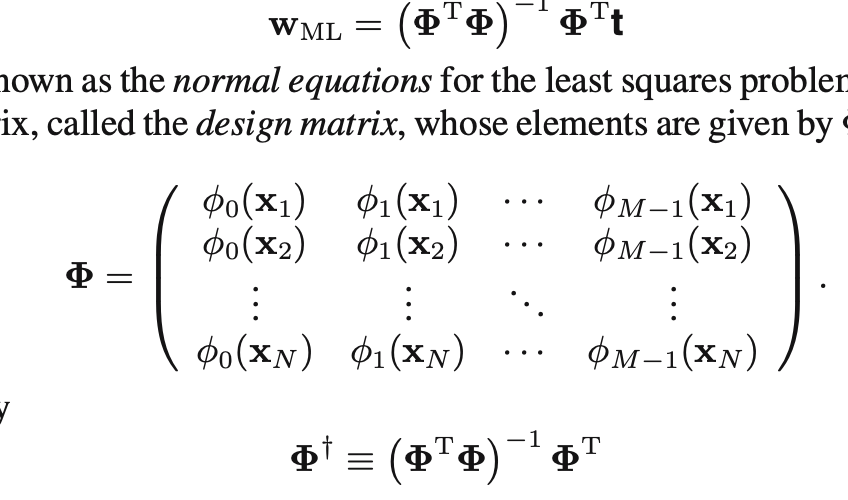 w_ML = (Φ^T Φ)^−1 Φ^T t
nown as the normal equations for the least squares problem
ix, called the design matrix, whose elements are given by
Φ = ( φ_0(x_1) φ_1(x_1) ⋯ φ_{M−1}(x_1)
φ_0(x_2) φ_1(x_2) ⋯ φ_{M−1}(x_2)
⋮ ⋮ ⋱ ⋮
φ_0(x_N) φ_1(x_N) ⋯ φ_{M−1}(x_N) ) .
y
Φ^† ≡ (Φ^T Φ)^−1 Φ^T